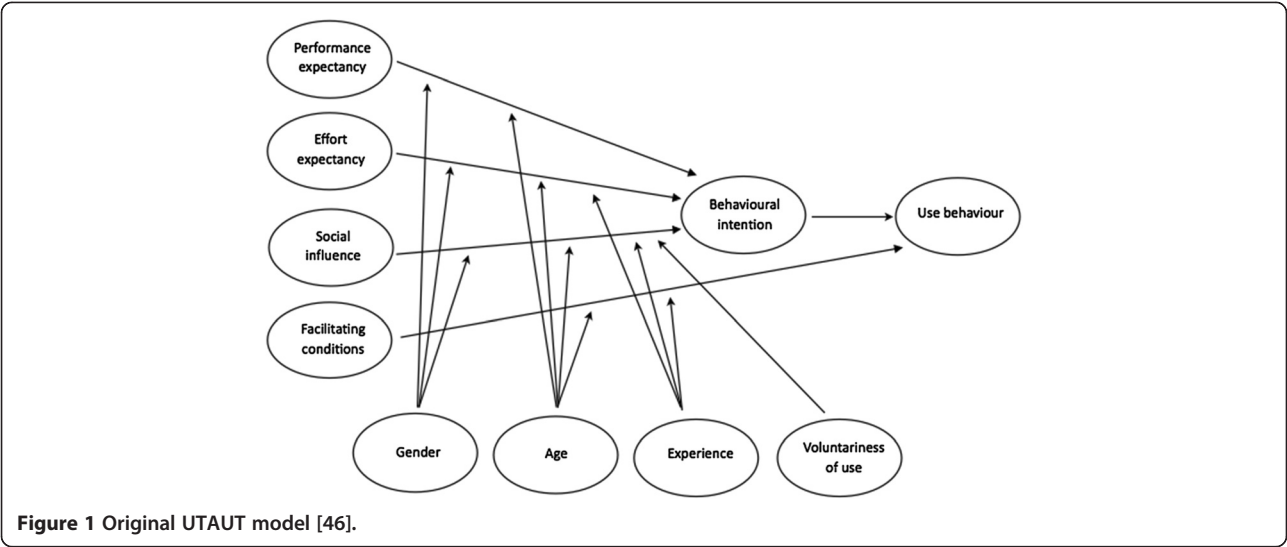 Performance
expectancy
Effort
expectancy
Social
influence
Facilitating
conditions
Behavioural
intention
Use behaviour
Gender
Age
Experience
Voluntariness
of use
Figure 1 Original UTAUT model [46].